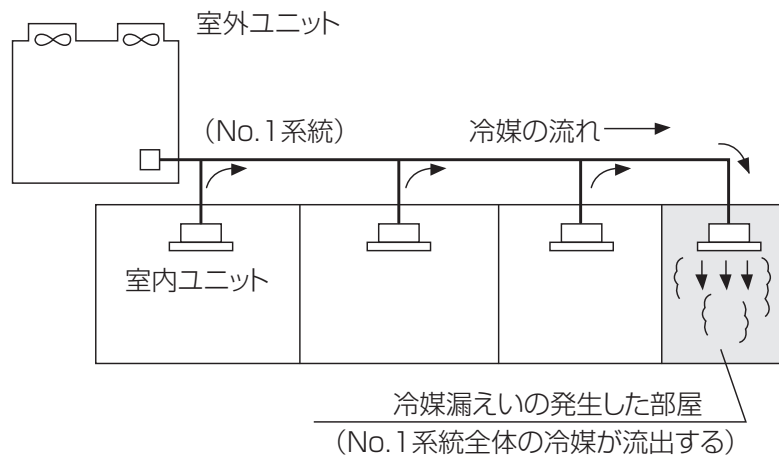 室外ユニット
（No.1系統）
冷媒の流れ
室内ユニット
冷媒漏えいの発生した部屋
（No.1系統全体の冷媒が流出する）